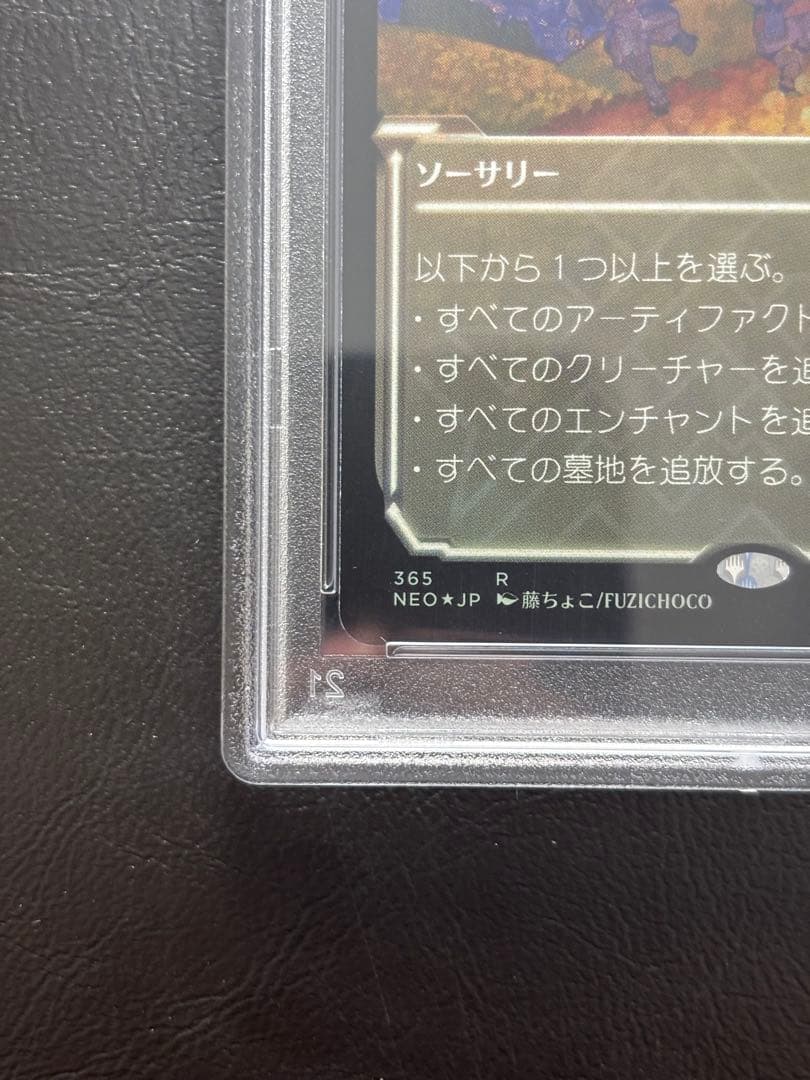 ソーサリー
以下から1つ以上を選ぶ。
・すべてのアーティファクト
・すべてのクリーチャーを追
・すべてのエンチャントを追
・すべての墓地を追放する。
365 R
NEO★JP 藤ちょこ/FUZICHOCO
21